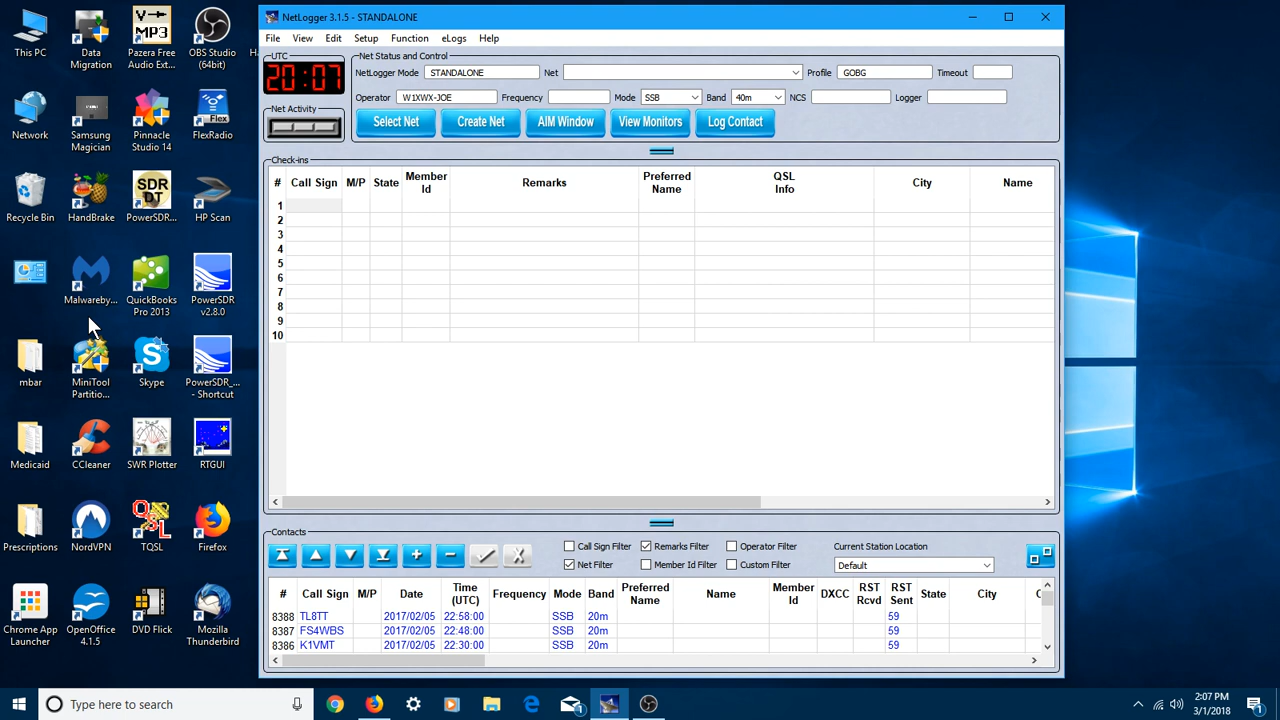 This PC
Data
Migration
Pazera Free
Audio Ext...
OBS Studio
(64bit)
Network
Samsung
Magician
Pinnacle
Studio 14
FlexRadio
Recycle Bin
HandBrake
PowerSDR...
HP Scan
Malwareby...
QuickBooks
Pro 2013
PowerSDR
v2.8.0
mbar
MiniTool
Partitio...
Skype
PowerSDR_...
- Shortcut
Medicaid
CCleaner
SWR Plotter
RTGUI
Prescriptions
NordVPN
TQSL
Firefox
Chrome App
Launcher
OpenOffice
4.1.5
DVD Flick
Mozilla
Thunderbird
NetLogger 3.1.5 - STANDALONE
File View Edit Setup Function eLogs Help
UTC
20:07
Net Activity
Net Status and Control
NetLogger Mode STANDALONE Net Profile GOBG Timeout
Operator W1XWX-JOE Frequency Mode SSB Band 40m NCS Logger
Select Net Create Net AIM Window View Monitors Log Contact
Check-ins
# Call Sign M/P State Member Id Remarks Preferred Name QSL Info City Name
1
2
3
4
5
6
7
8
9
10
Contacts
Call Sign Filter Remarks Filter Operator Filter Current Station Location
Net Filter Member Id Filter Custom Filter Default
# Call Sign M/P Date Time (UTC) Frequency Mode Band Preferred Name Name Member Id DXCC RST Rcvd RST Sent State City
8388 TL8TT 2017/02/05 22:58:00 SSB 20m 59
8387 FS4WBS 2017/02/05 22:48:00 SSB 20m 59
8386 K1VMT 2017/02/05 22:30:00 SSB 20m 59
Type here to search
2:07 PM
3/1/2018